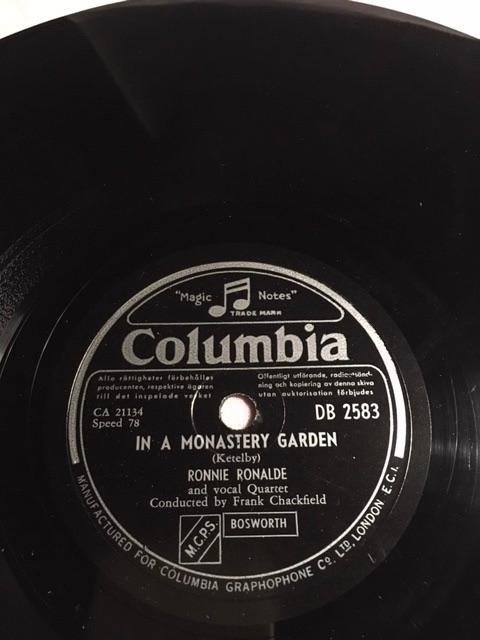 "Magic Notes"
TRADE MARK
Columbia
Alla rättigheter förbehållet
producenten, respektive ägaren
till det inspelade verket
Offentligt utförande, radioutsänd-
ning och kopiering av denna skiva
utan auktorisation förbjudes
CA 21134
Speed 78
DB 2583
IN A MONASTERY GARDEN
(Ketelby)
RONNIE RONALDE
and vocal Quartet
Conducted by Frank Chackfield
M.C.P.S.
BOSWORTH
MANUFACTURED FOR COLUMBIA GRAPHOPHONE CO. LTD, LONDON E.C.1.